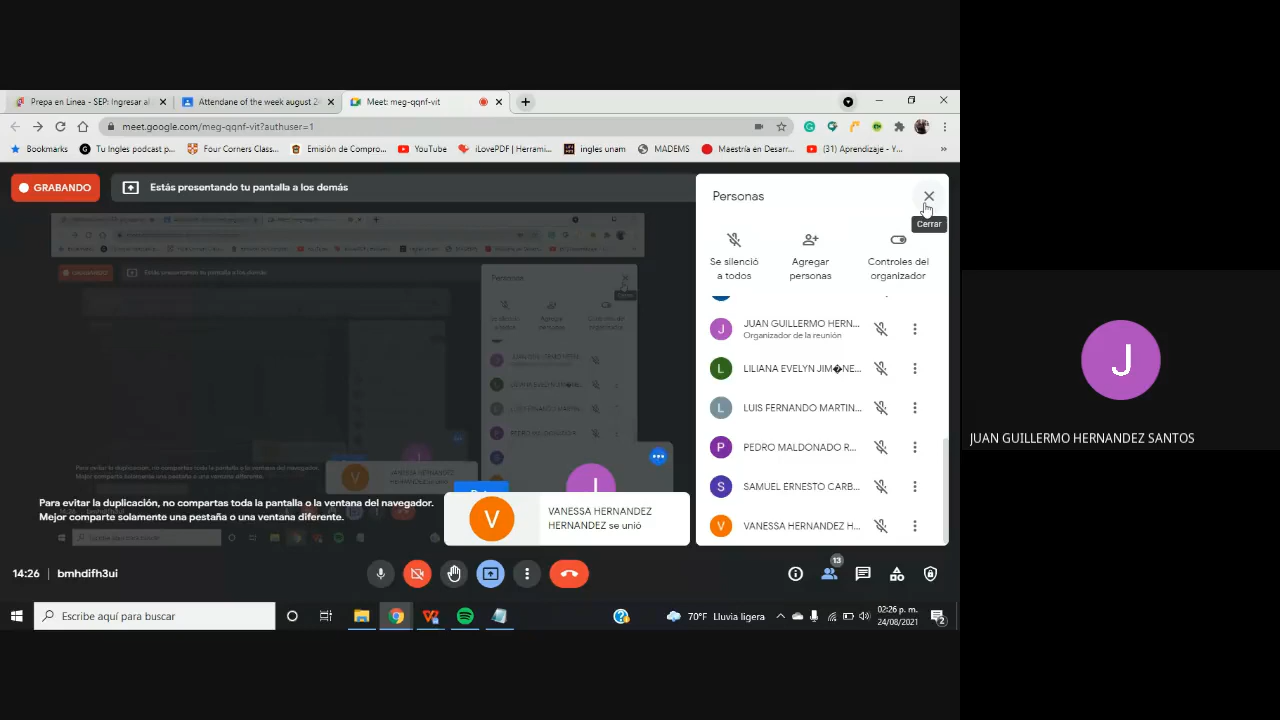 Prepa en Linea - SEP: Ingresar al
Attendane of the week august 24
Meet: meg-qqnf-vit
meet.google.com/meg-qqnf-vit?authuser=1
Bookmarks
Tu Ingles podcast p...
Four Corners Class...
Emisión de Compro...
YouTube
iLovePDF | Herrami...
ingles unam
MADEMS
Maestría en Desarr...
(31) Aprendizaje - Y...
»
GRABANDO
Estás presentando tu pantalla a los demás
Personas
Cerrar
Se silenció
a todos
Agregar
personas
Controles del
organizador
J
JUAN GUILLERMO HERN...
Organizador de la reunión
L
LILIANA EVELYN JIM�NE...
L
LUIS FERNANDO MARTIN...
P
PEDRO MALDONADO R...
S
SAMUEL ERNESTO CARB...
V
VANESSA HERNANDEZ H...
Para evitar la duplicación, no compartas toda la pantalla o la ventana del navegador.
Mejor comparte solamente una pestaña o una ventana diferente.
V
VANESSA HERNANDEZ
HERNANDEZ se unió
14:26 | bmhdifh3ui
13
Escribe aquí para buscar
70°F Lluvia ligera
02:26 p. m.
24/08/2021
2
J
JUAN GUILLERMO HERNANDEZ SANTOS